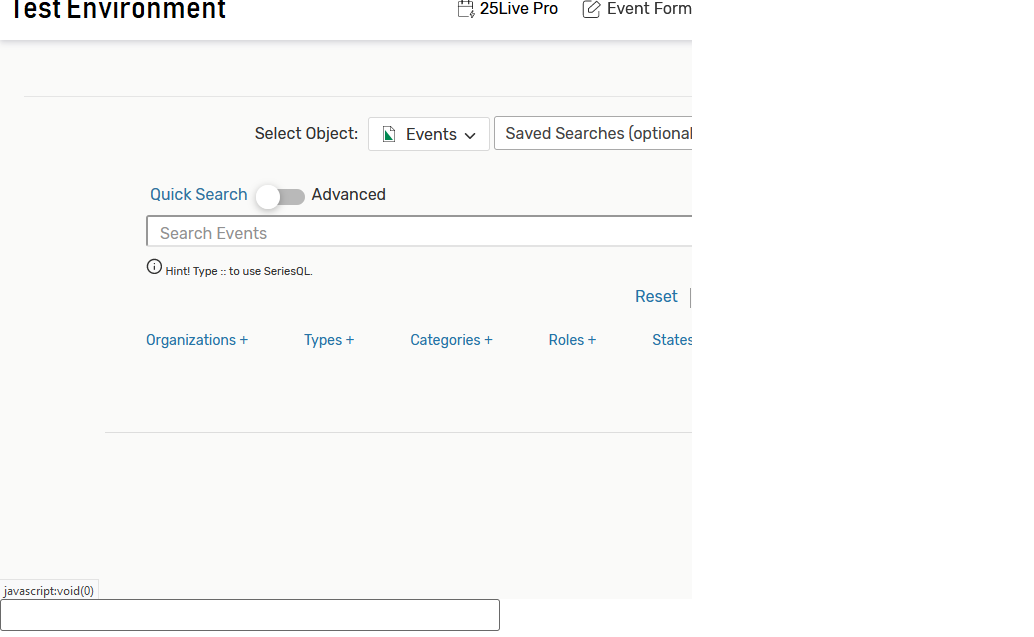 Test Environment
25Live Pro
Event Form
Select Object:
Events
Saved Searches (optional
Quick Search
Advanced
Search Events
Hint! Type :: to use SeriesQL.
Reset
Organizations +
Types +
Categories +
Roles +
States
javascript:void(0)